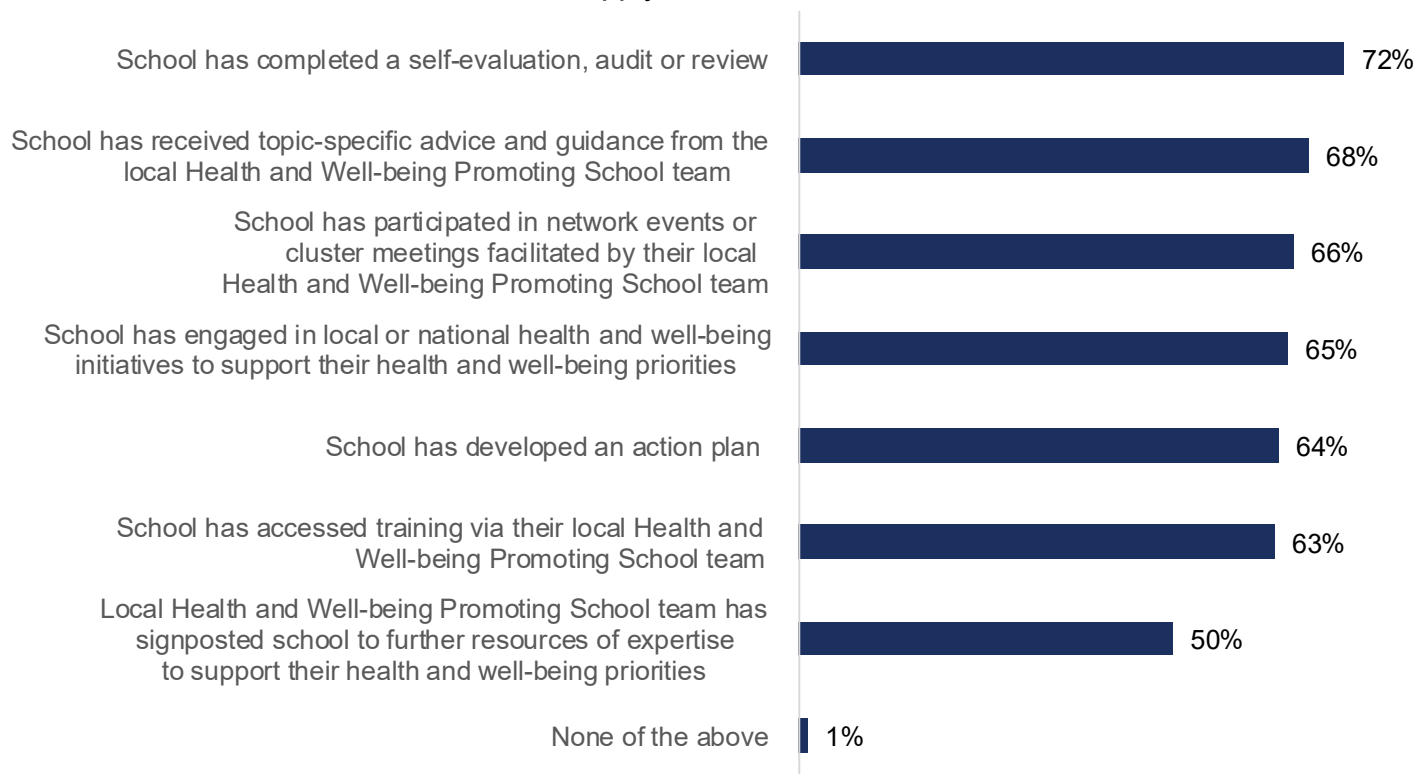 School has completed a self-evaluation, audit or review
72%
School has received topic-specific advice and guidance from the
local Health and Well-being Promoting School team
68%
School has participated in network events or
cluster meetings facilitated by their local
Health and Well-being Promoting School team
66%
School has engaged in local or national health and well-being
initiatives to support their health and well-being priorities
65%
School has developed an action plan
64%
School has accessed training via their local Health and
Well-being Promoting School team
63%
Local Health and Well-being Promoting School team has
signposted school to further resources of expertise
to support their health and well-being priorities
50%
None of the above
1%